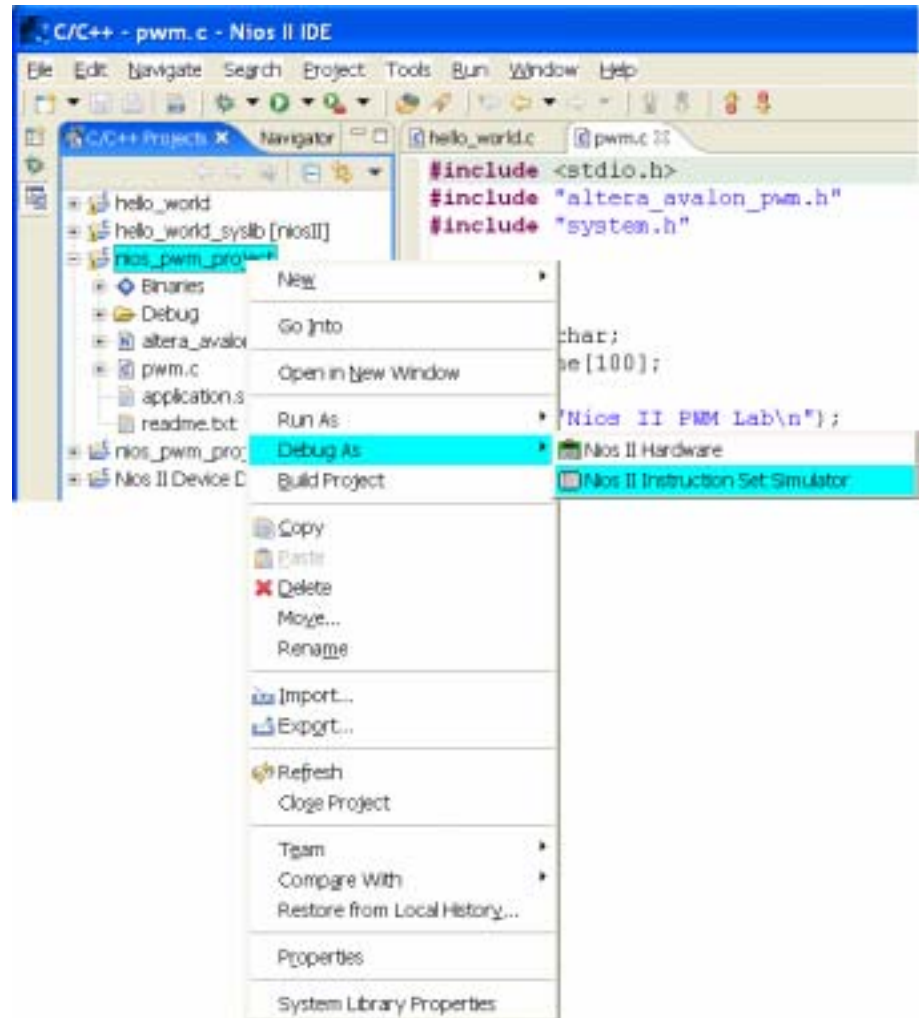 C/C++ - pwm.c - Nios II IDE
File Edit Navigate Search Project Tools Run Window Help
C/C++ Projects Navigator hello_world.c pwm.c
#include <stdio.h>
#include "altera_avalon_pwm.h"
#include "system.h"
hello_world
hello_world_syslib [niosII]
nios_pwm_project
Binaries
Debug
altera_avalo
pwm.c
application.s
readme.txt
nios_pwm_proj
Nios II Device D
char;
[100];
"Nios II PWM Lab\n"};
New
Go Into
Open in New Window
Run As
Debug As
Build Project
Copy
Paste
Delete
Move...
Rename
Import...
Export...
Refresh
Close Project
Team
Compare With
Restore from Local History...
Properties
System Library Properties
Nios II Hardware
Nios II Instruction Set Simulator